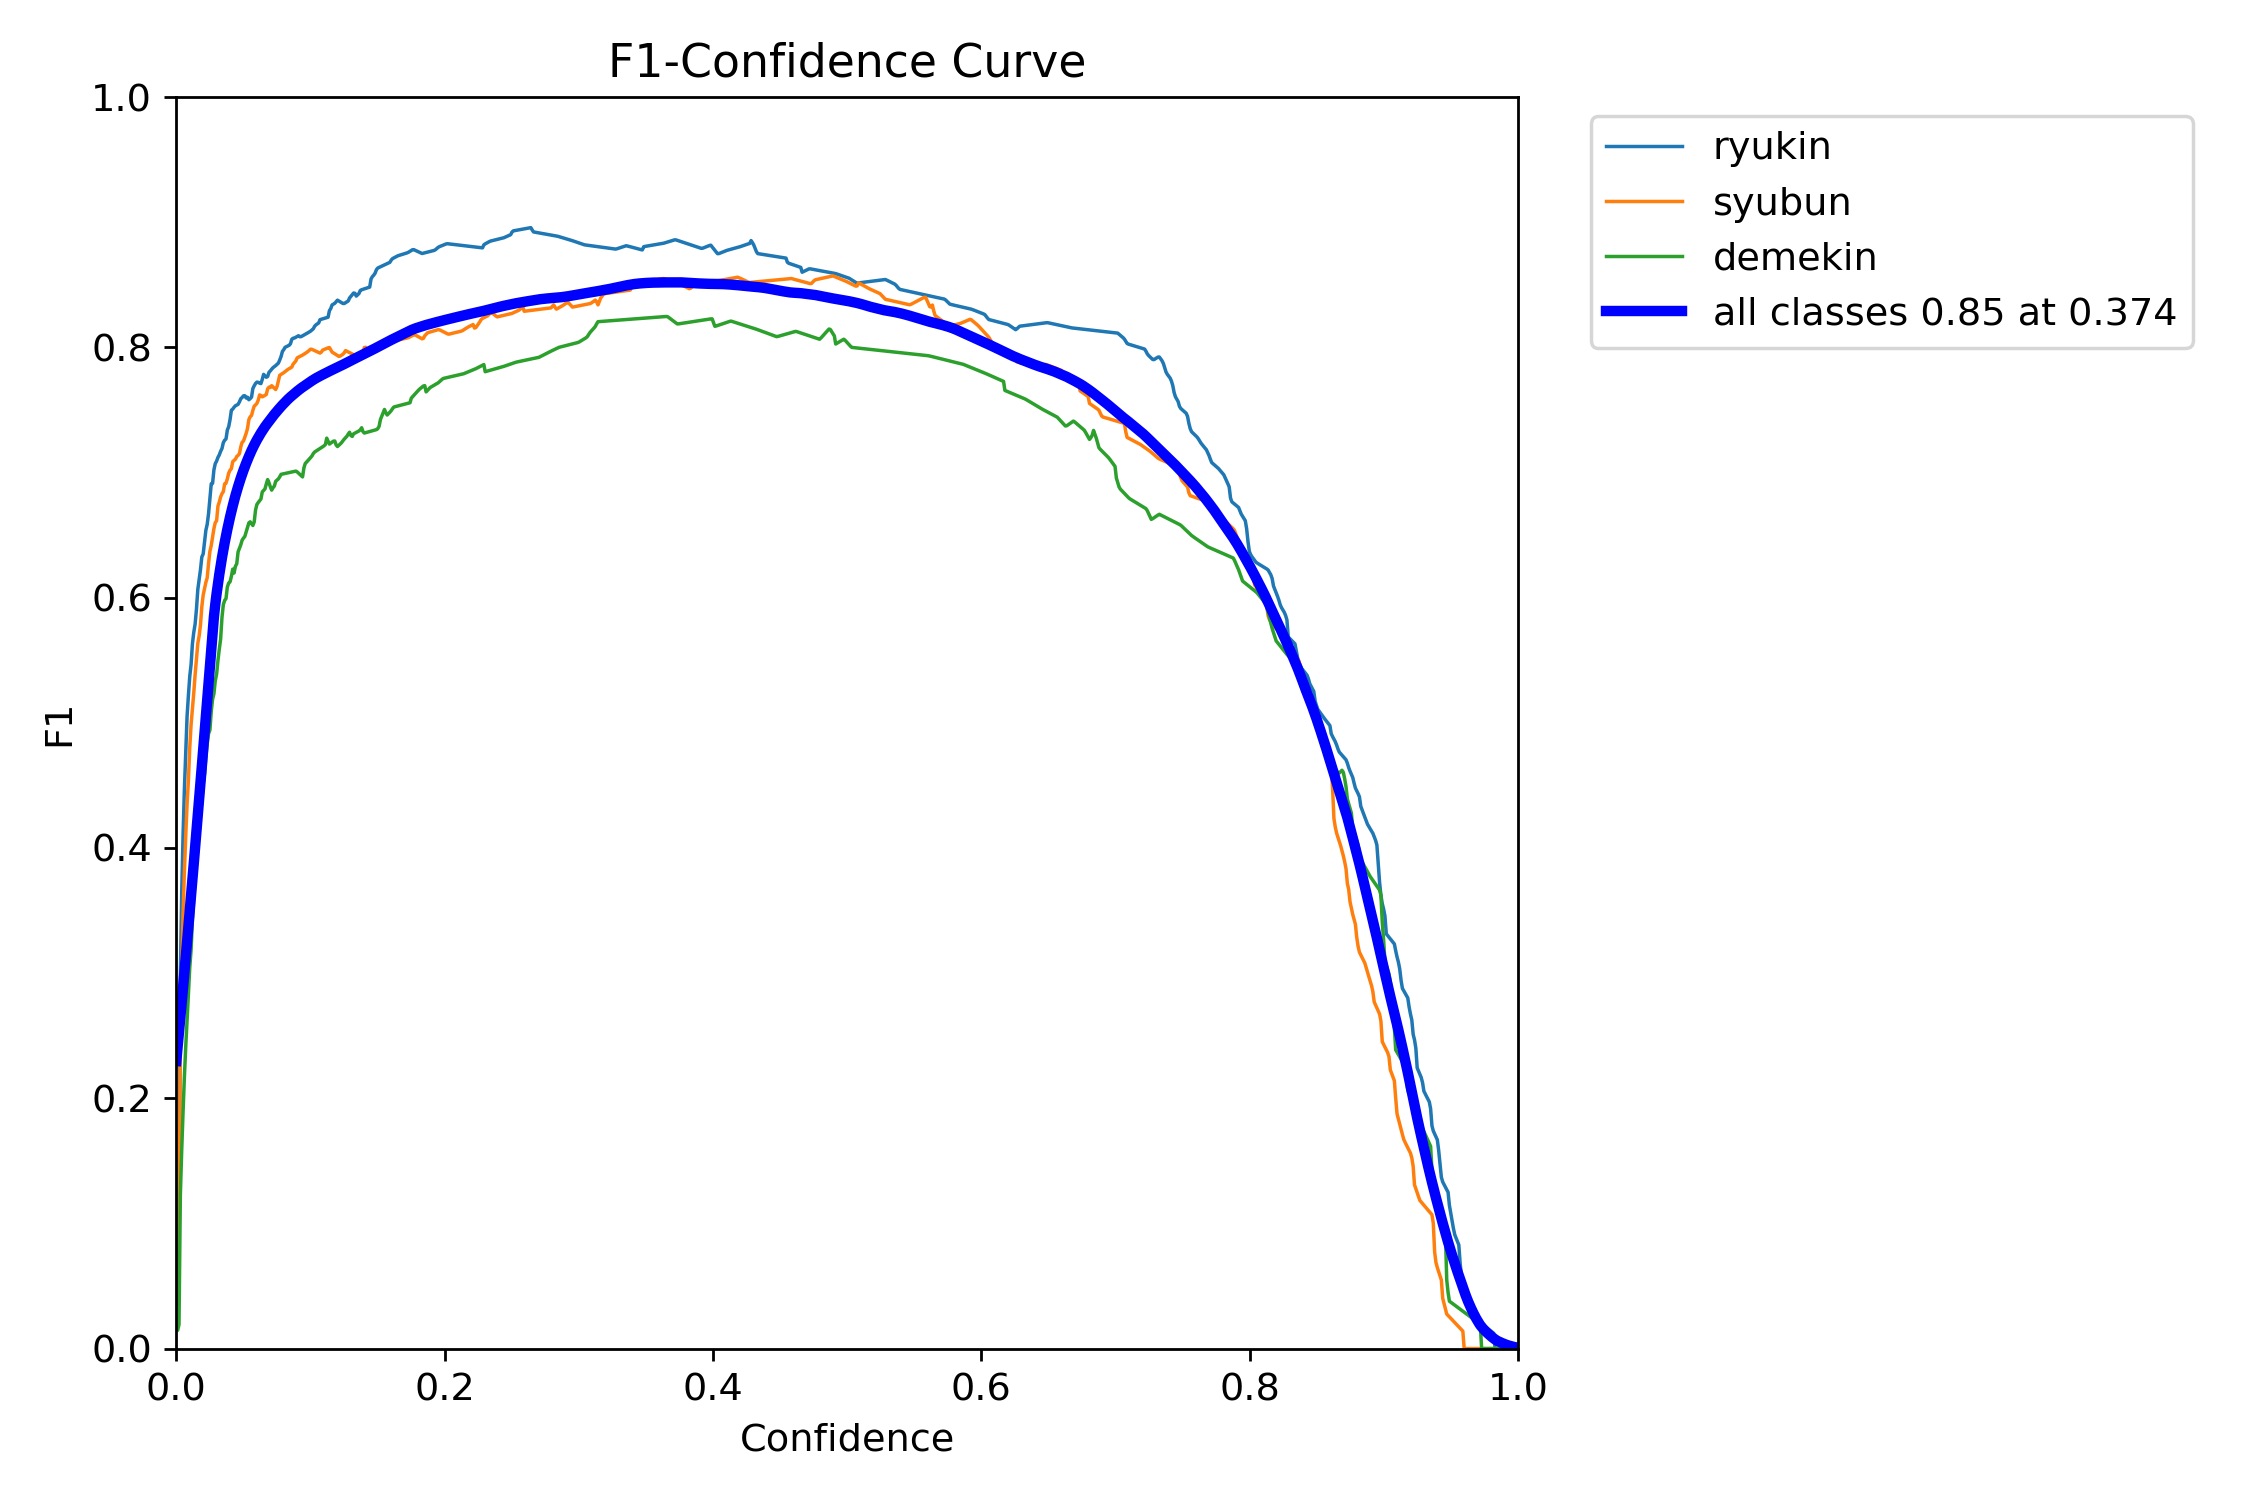 F1-Confidence Curve
1.0
0.8
0.6
0.4
0.2
0.0
F1
0.0 0.2 0.4 0.6 0.8 1.0
Confidence
ryukin
syubun
demekin
all classes 0.85 at 0.374